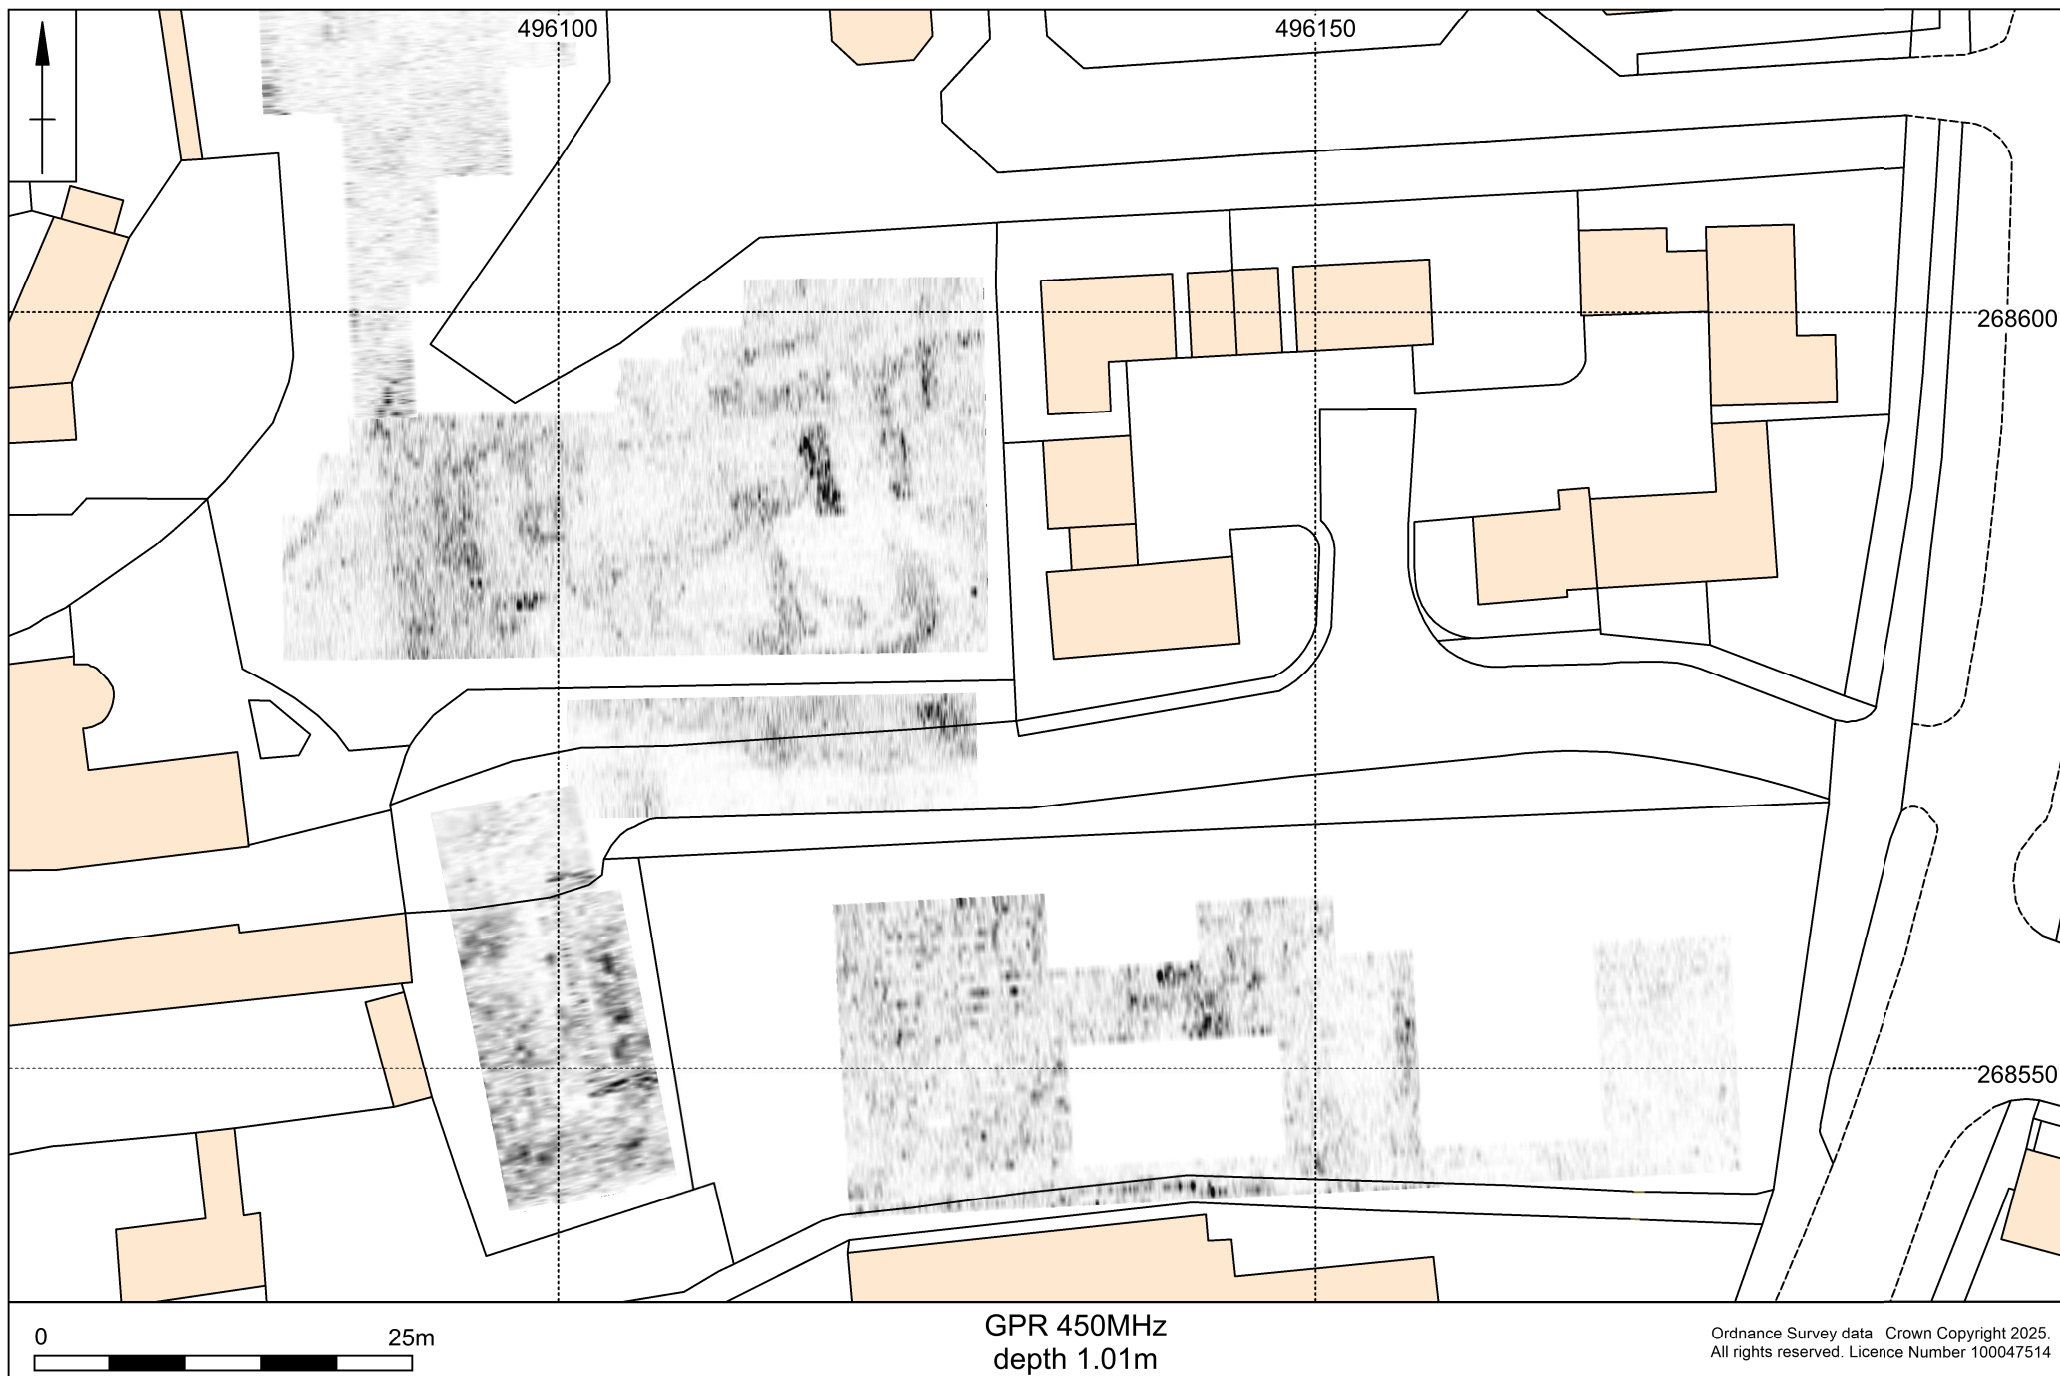 496100
496150
268600
268550
0
25m
GPR 450MHz
depth 1.01m
Ordnance Survey data Crown Copyright 2025.
All rights reserved. Licence Number 100047514